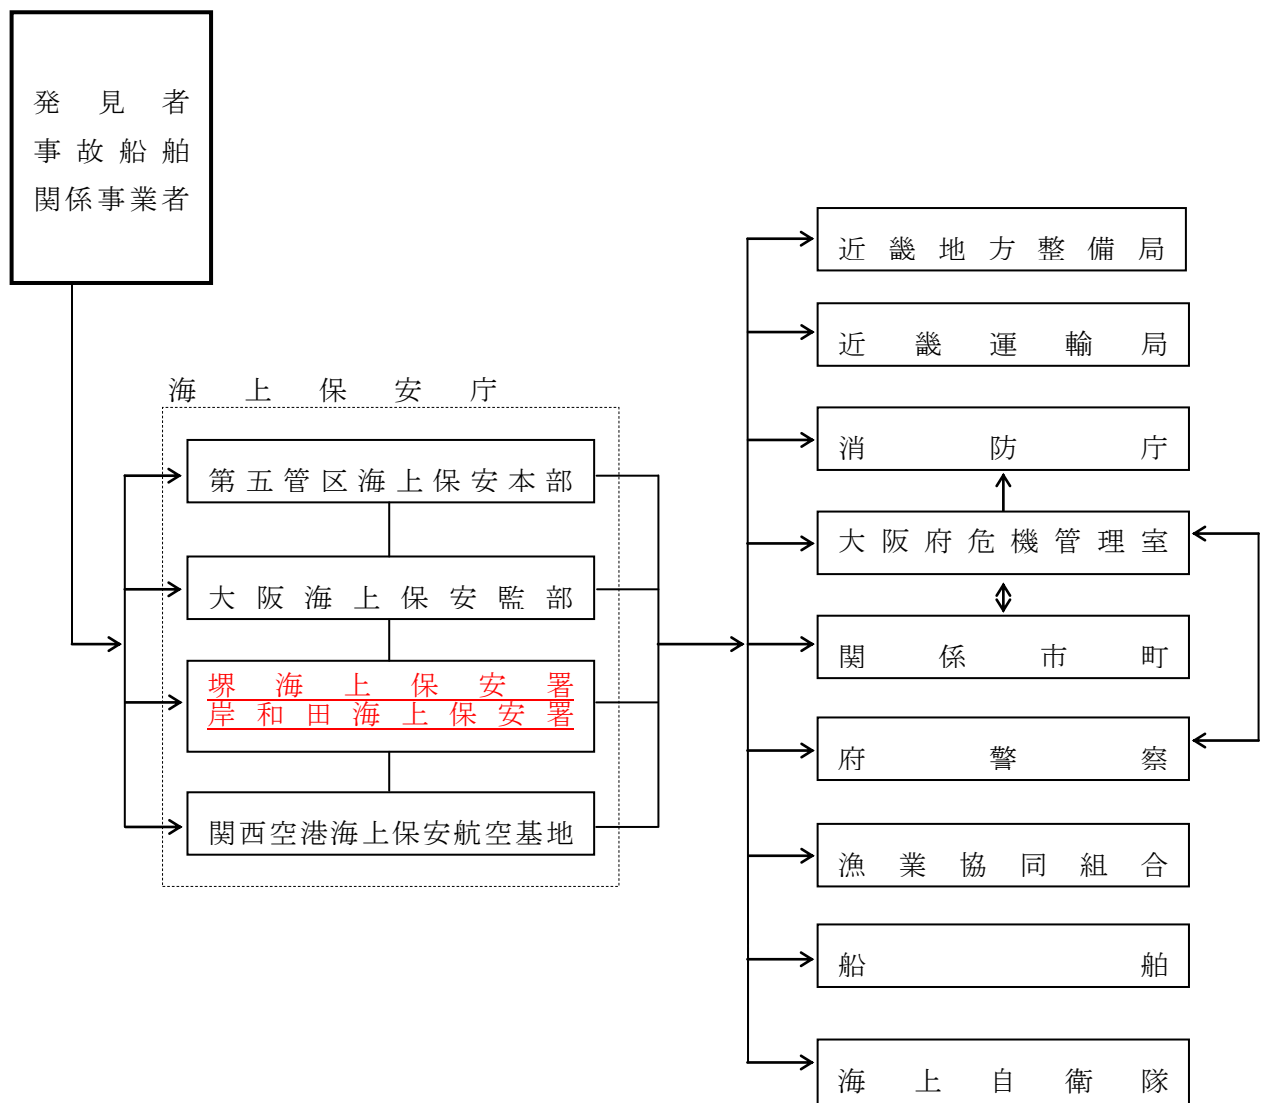 発見者
事故船舶
関係事業者
海上保安庁
第五管区海上保安本部
大阪海上保安監部
堺海上保安署
岸和田海上保安署
関西空港海上保安航空基地
近畿地方整備局
近畿運輸局
消防庁
大阪府危機管理室
関係市町
府警察
漁業協同組合
船舶
海上自衛隊